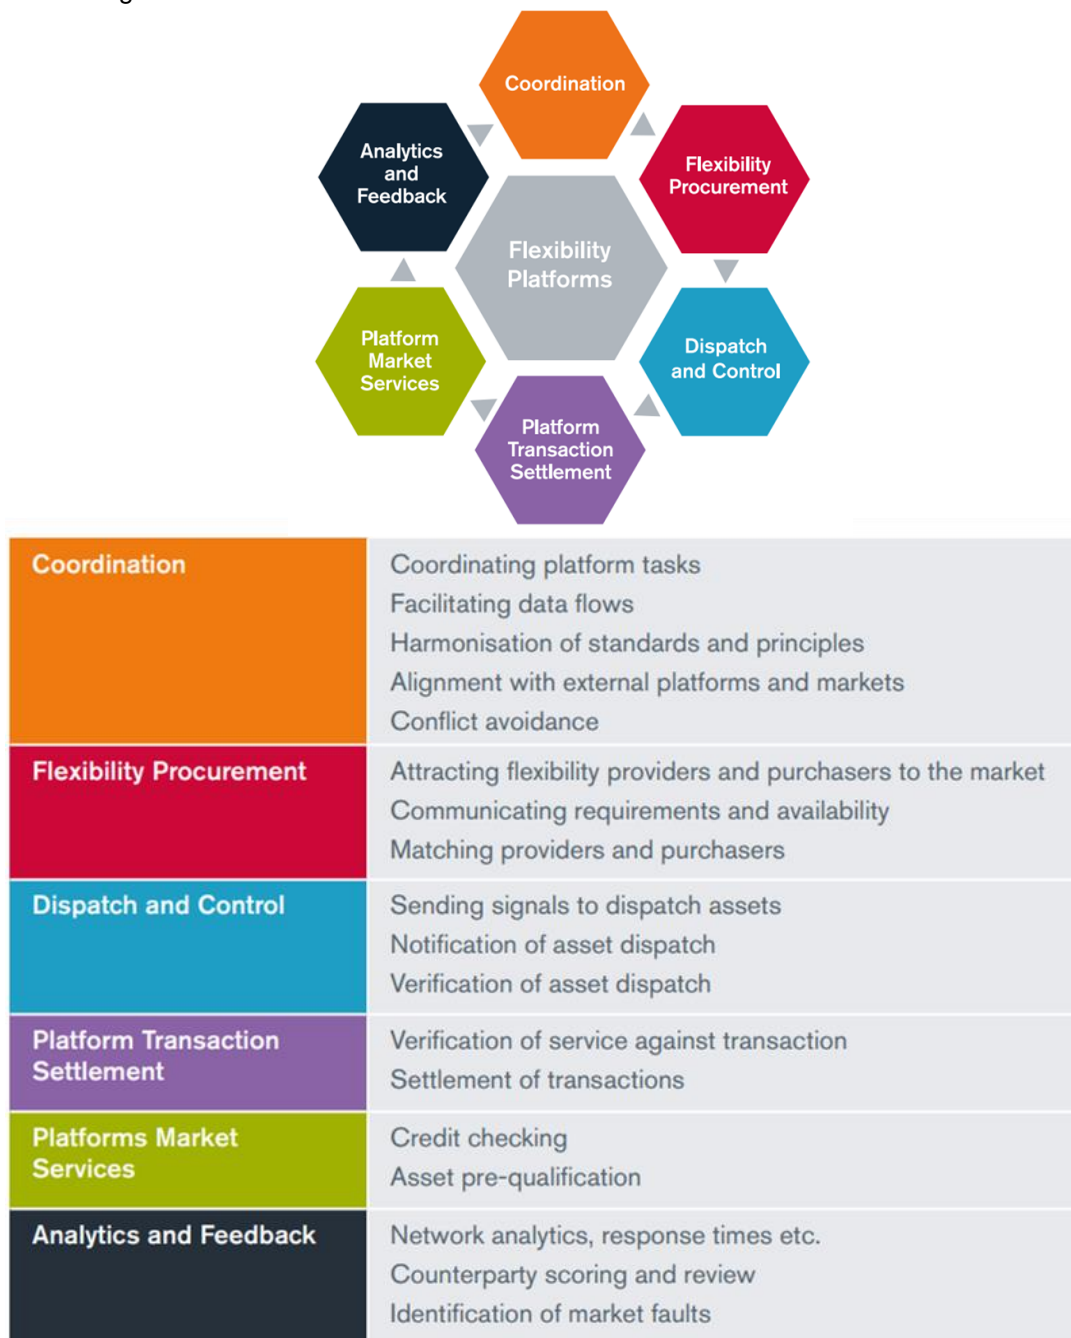 Coordination
Analytics
and
Feedback
Flexibility
Procurement
Flexibility
Platforms
Platform
Market
Services
Dispatch
and Control
Platform
Transaction
Settlement
Coordination
Coordinating platform tasks
Facilitating data flows
Harmonisation of standards and principles
Alignment with external platforms and markets
Conflict avoidance
Flexibility Procurement
Attracting flexibility providers and purchasers to the market
Communicating requirements and availability
Matching providers and purchasers
Dispatch and Control
Sending signals to dispatch assets
Notification of asset dispatch
Verification of asset dispatch
Platform Transaction
Settlement
Verification of service against transaction
Settlement of transactions
Platforms Market
Services
Credit checking
Asset pre-qualification
Analytics and Feedback
Network analytics, response times etc.
Counterparty scoring and review
Identification of market faults